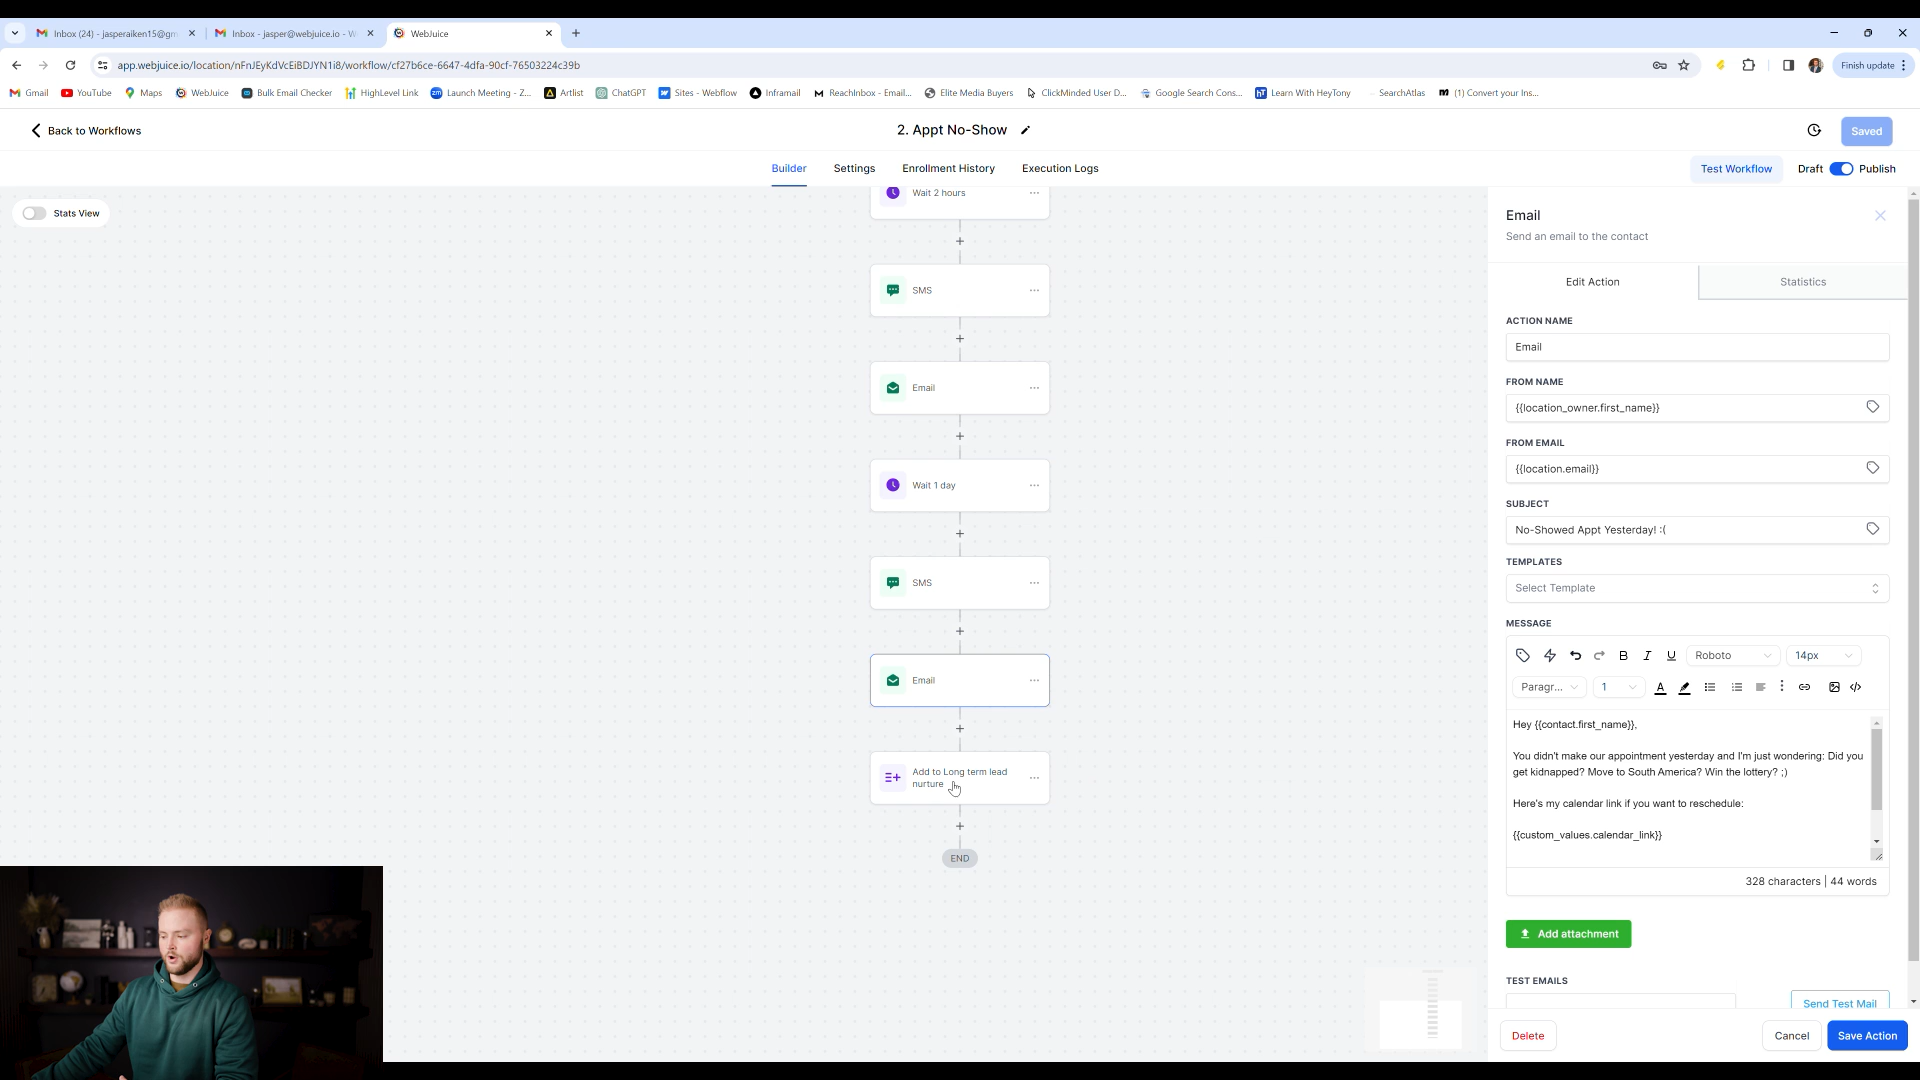 Inbox (24) - jasperaiken15@gm
Inbox - jasper@webjuice.io - W
WebJuice
app.webjuice.io/location/nFnJEyKdVcEiBDJYN1i8/workflow/cf27b6ce-6647-4dfa-90cf-76503224c39b
Finish update
Gmail
YouTube
Maps
WebJuice
Bulk Email Checker
HighLevel Link
Launch Meeting - Z...
Artlist
ChatGPT
Sites - Webflow
Inframail
ReachInbox - Email...
Elite Media Buyers
ClickMinded User D...
Google Search Cons...
Learn With HeyTony
SearchAtlas
(1) Convert your Ins...
Back to Workflows
2. Appt No-Show
Saved
Builder
Settings
Enrollment History
Execution Logs
Test Workflow
Draft
Publish
Stats View
Wait 2 hours
SMS
Email
Wait 1 day
SMS
Email
Add to Long term lead
nurture
END
Email
Send an email to the contact
Edit Action
Statistics
ACTION NAME
Email
FROM NAME
{{location_owner.first_name}}
FROM EMAIL
{{location.email}}
SUBJECT
No-Showed Appt Yesterday! :(
TEMPLATES
Select Template
MESSAGE
B I U Roboto 14px
Paragr... 1 A
Hey {{contact.first_name}},
You didn't make our appointment yesterday and I'm just wondering: Did you
get kidnapped? Move to South America? Win the lottery? ;)
Here's my calendar link if you want to reschedule:
{{custom_values.calendar_link}}
328 characters | 44 words
Add attachment
TEST EMAILS
Send Test Mail
Delete
Cancel
Save Action